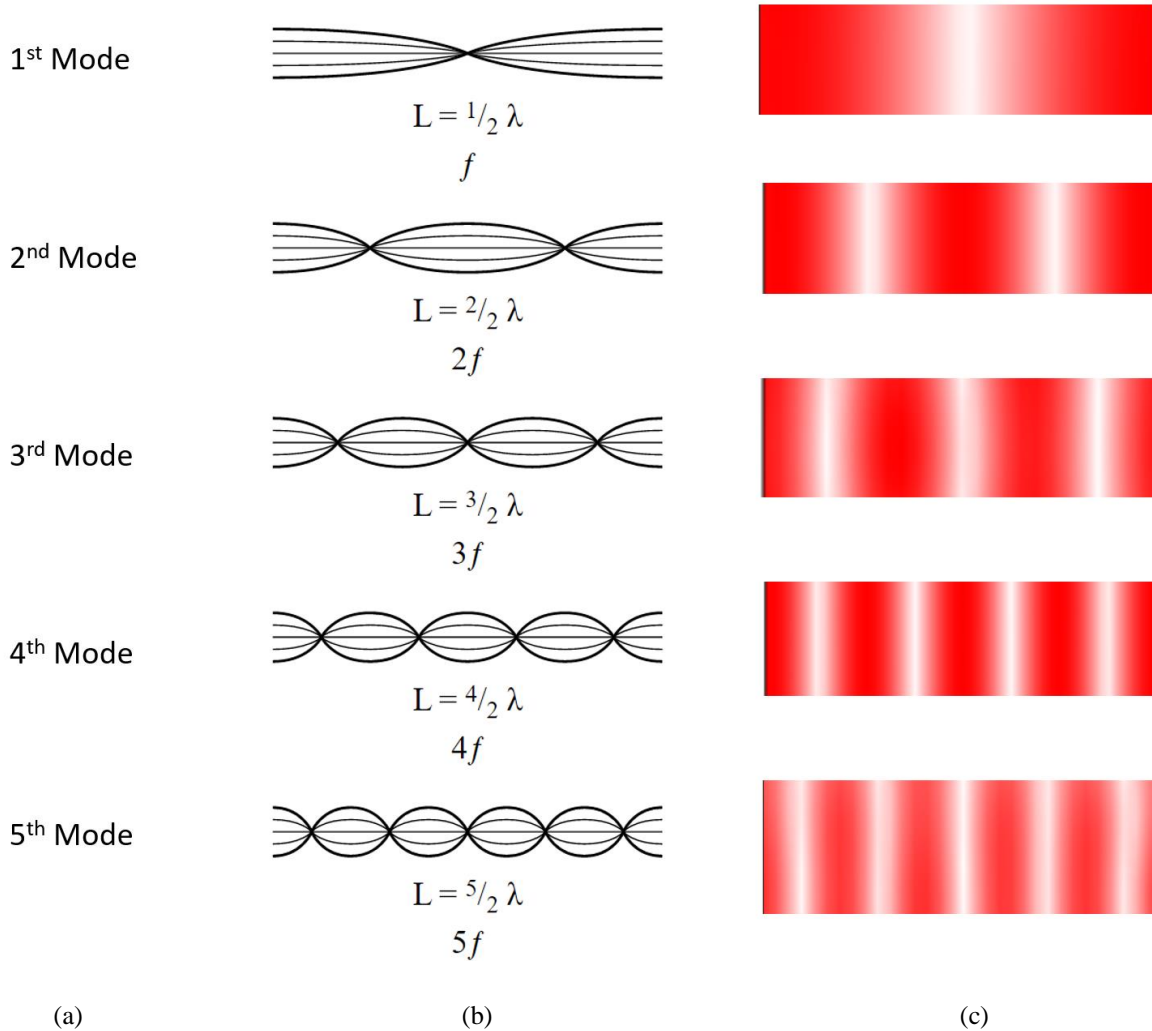 1st Mode
L = 1/2 λ
f
2nd Mode
L = 2/2 λ
2f
3rd Mode
L = 3/2 λ
3f
4th Mode
L = 4/2 λ
4f
5th Mode
L = 5/2 λ
5f
(a) (b) (c)